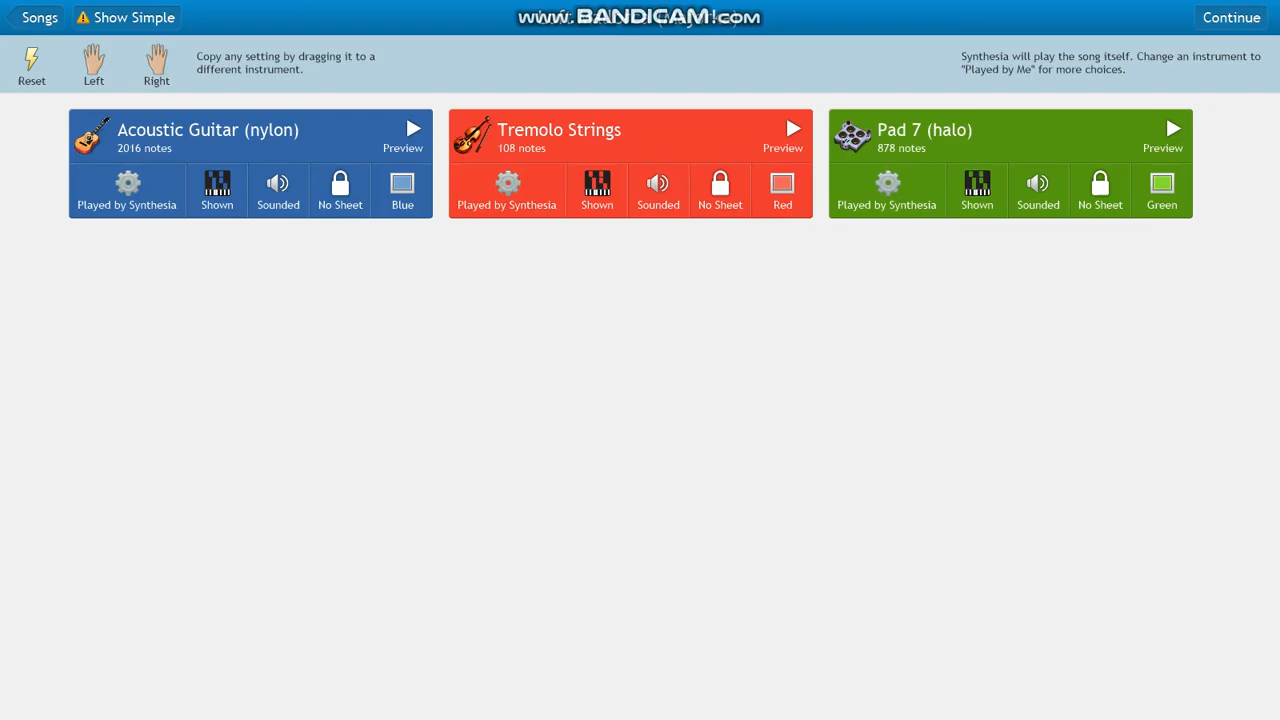 Songs
Show Simple
www.BANDICAM.com
Continue
Reset
Left
Right
Copy any setting by dragging it to a
different instrument.
Synthesia will play the song itself. Change an instrument to
"Played by Me" for more choices.
Acoustic Guitar (nylon)
2016 notes
Preview
Played by Synthesia
Shown
Sounded
No Sheet
Blue
Tremolo Strings
108 notes
Preview
Played by Synthesia
Shown
Sounded
No Sheet
Red
Pad 7 (halo)
878 notes
Preview
Played by Synthesia
Shown
Sounded
No Sheet
Green